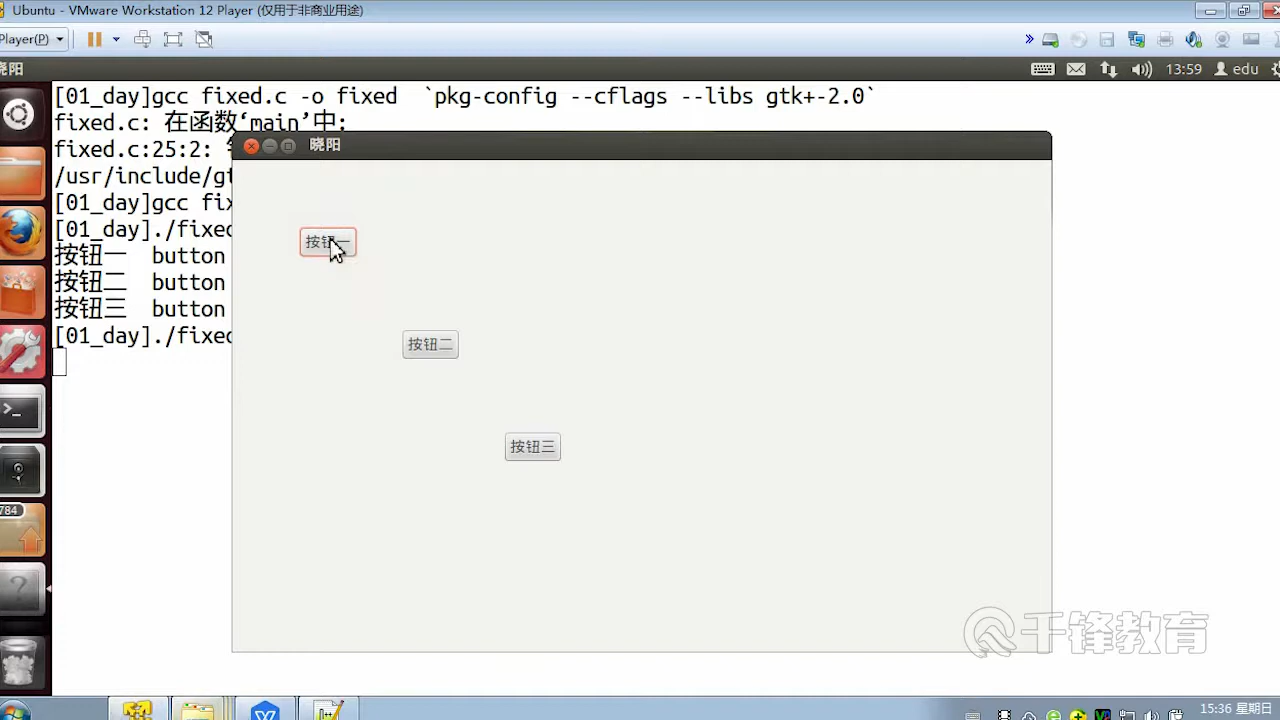 Ubuntu - VMware Workstation 12 Player (仅用于非商业用途)
Player(P)
晓阳
13:59
edu
[01_day]gcc fixed.c -o fixed `pkg-config --cflags --libs gtk+-2.0`
fixed.c: 在函数‘main’中:
fixed.c:25:2:
/usr/include/gt
[01_day]gcc fix
[01_day]./fixed
按钮一 button
按钮二 button
按钮三 button
[01_day]./fixed
晓阳
按钮一
按钮二
按钮三
784
千锋教育
15:36 星期日